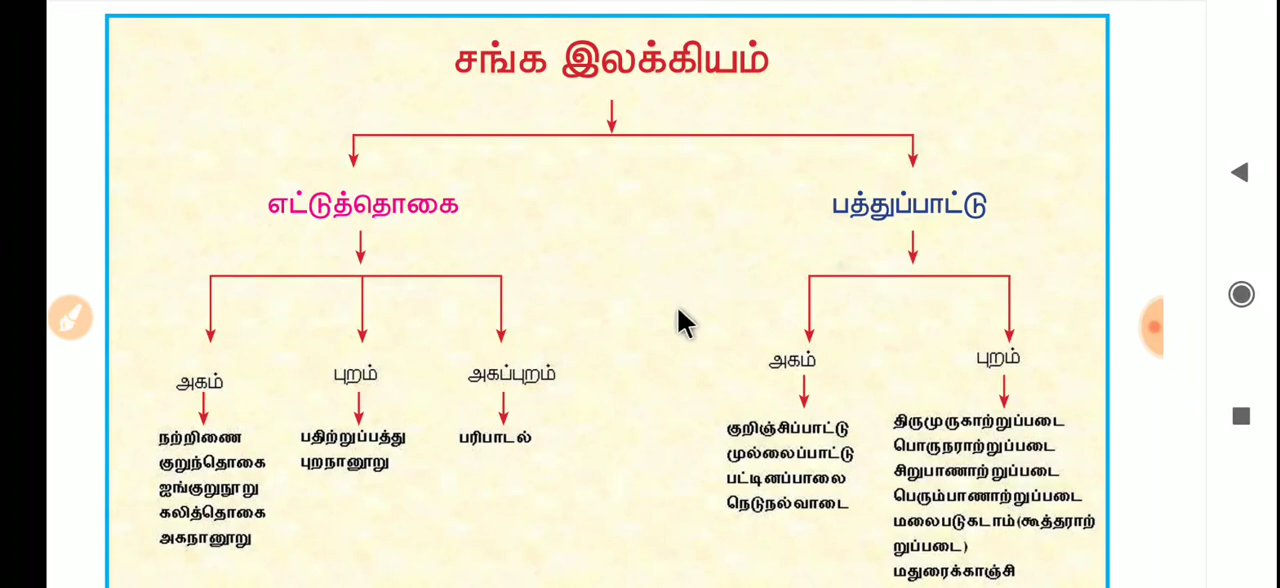 சங்க இலக்கியம்
எட்டுத்தொகை
பத்துப்பாட்டு
அகம்
புறம்
அகப்புறம்
நற்றிணை
குறுந்தொகை
ஐங்குறுநூறு
கலித்தொகை
அகநானூறு
பதிற்றுப்பத்து
புறநானூறு
பரிபாடல்
அகம்
புறம்
குறிஞ்சிப்பாட்டு
முல்லைப்பாட்டு
பட்டினப்பாலை
நெடுநல்வாடை
திருமுருகாற்றுப்படை
பொருநராற்றுப்படை
சிறுபாணாற்றுப்படை
பெரும்பாணாற்றுப்படை
மலைபடுகடாம்(கூத்தராற்
றுப்படை)
மதுரைக்காஞ்சி